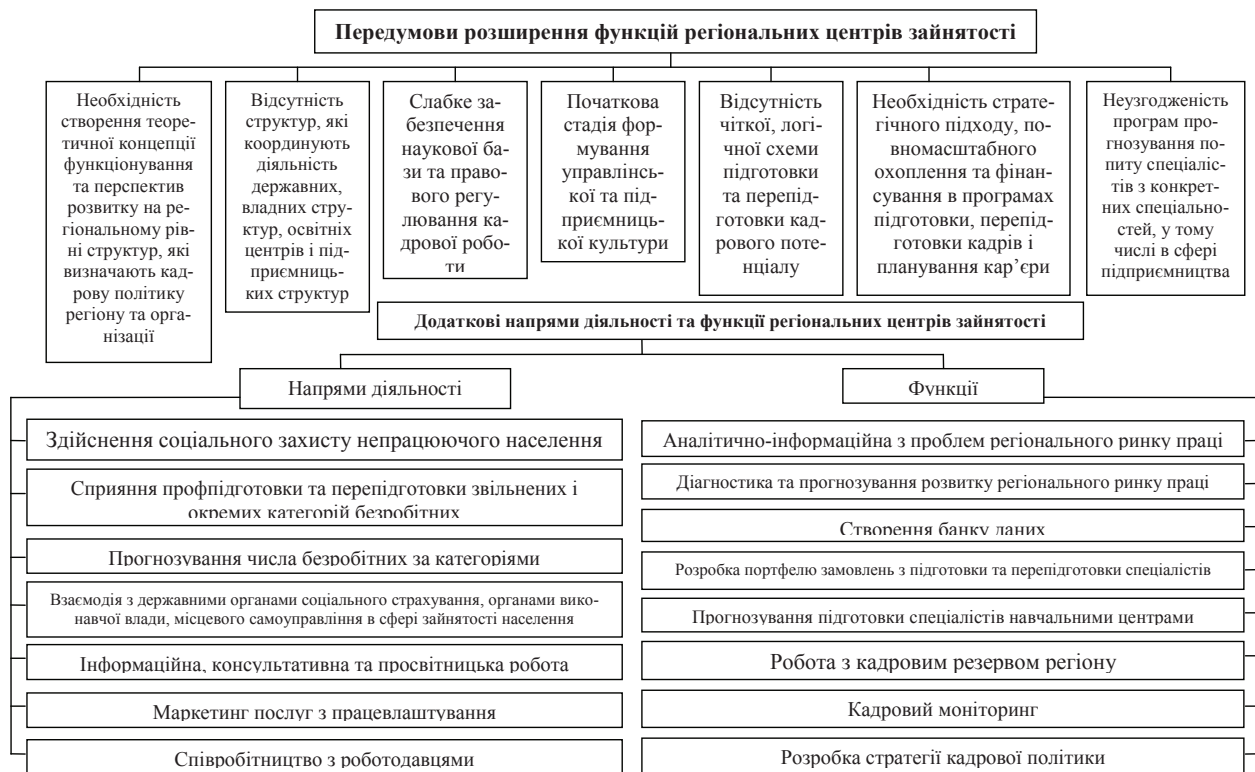 Передумови розширення функцій регіональних центрів зайнятості
Необхідність
створення теоре-
тичної концепції
функціонування
та перспектив
розвитку на ре-
гіональному рів-
ні структур, які
визначають кад-
рову політику
регіону та орга-
нізації
Відсутність
структур, які
координують
діяльність
державних,
владних стру-
ктур, освітніх
центрів і під-
приємниць-
ких структур
Слабке за-
безпечення
наукової ба-
зи та право-
вого регу-
лювання ка-
дрової робо-
ти
Початкова
стадія фор-
мування
управлінсь-
кої та під-
приємниць-
кої культури
Відсутність
чіткої, логі-
чної схеми
підготовки
та перепід-
готовки кад-
рового поте-
нціалу
Необхідність страте-
гічного підходу, по-
вномасштабного
охоплення та фінан-
сування в програмах
підготовки, перепід-
готовки кадрів і
планування кар’єри
Неузгодженість
програм про-
гнозування по-
питу спеціаліс-
тів з конкрет-
них спеціально-
стей, у тому
числі в сфері
підприємництва
Додаткові напрями діяльності та функції регіональних центрів зайнятості
Напрями діяльності
Здійснення соціального захисту непрацюючого населення
Сприяння профпідготовки та перепідготовки звільнених і
окремих категорій безробітних
Прогнозування числа безробітних за категоріями
Взаємодія з державними органами соціального страхування, органами вико-
навчої влади, місцевого самоуправління в сфері зайнятості населення
Інформаційна, консультативна та просвітницька робота
Маркетинг послуг з працевлаштування
Співробітництво з роботодавцями
Функції
Аналітично-інформаційна з проблем регіонального ринку праці
Діагностика та прогнозування розвитку регіонального ринку праці
Створення банку даних
Розробка портфелю замовлень з підготовки та перепідготовки спеціалістів
Прогнозування підготовки спеціалістів навчальними центрами
Робота з кадровим резервом регіону
Кадровий моніторинг
Розробка стратегії кадрової політики